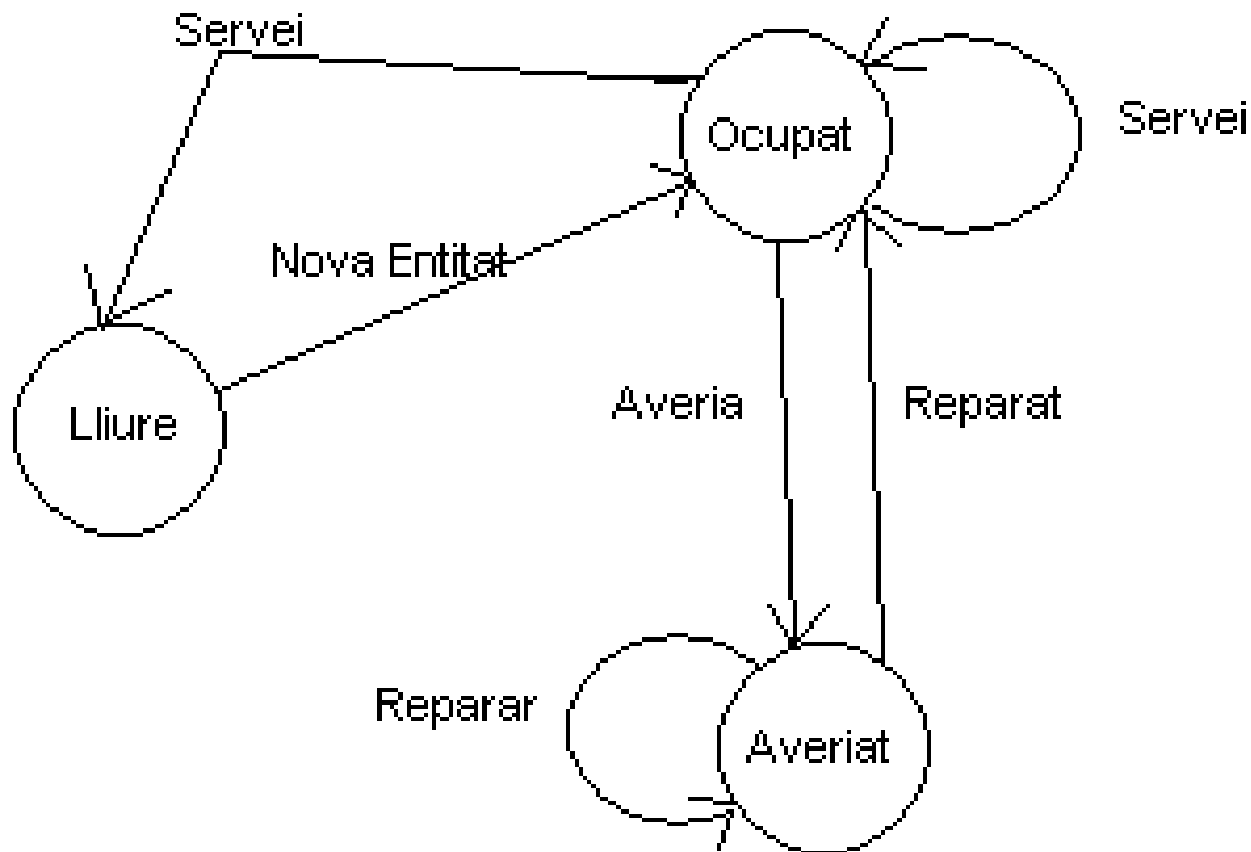 Servei
Ocupat
Servei
Nova Entitat
Lliure
Averia
Reparat
Reparar
Averiat